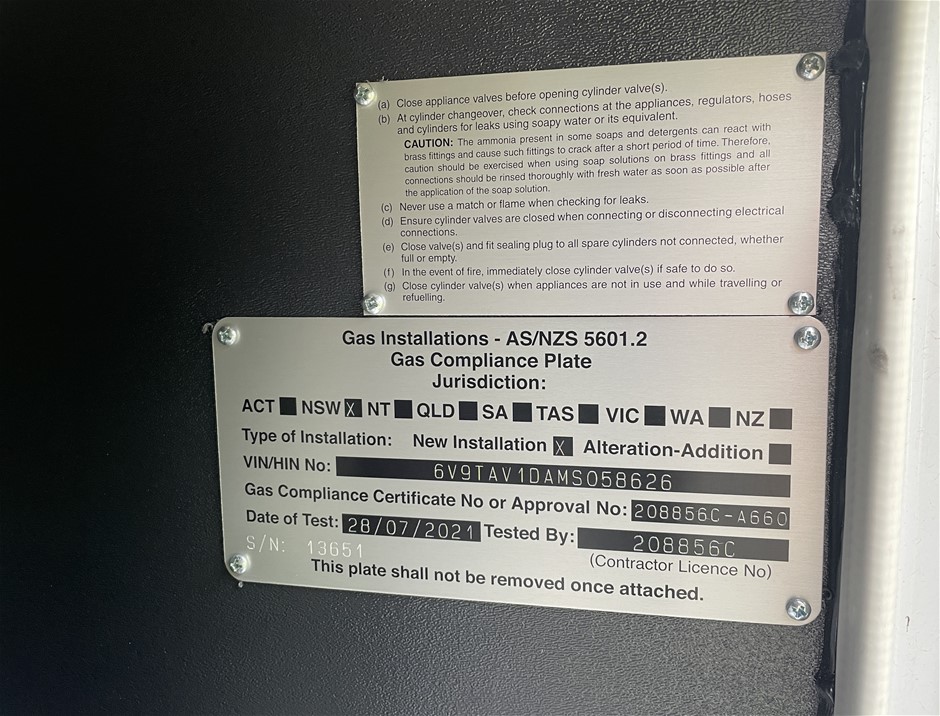 (a) Close appliance valves before opening cylinder valve(s).
(b) At cylinder changeover, check connections at the appliances, regulators, hoses
and cylinders for leaks using soapy water or its equivalent.
CAUTION: The ammonia present in some soaps and detergents can react with
brass fittings and cause such fittings to crack after a short period of time. Therefore,
caution should be exercised when using soap solutions on brass fittings and all
connections should be rinsed thoroughly with fresh water as soon as possible after
the application of the soap solution.
(c) Never use a match or flame when checking for leaks.
(d) Ensure cylinder valves are closed when connecting or disconnecting electrical
connections.
(e) Close valve(s) and fit sealing plug to all spare cylinders not connected, whether
full or empty.
(f) In the event of fire, immediately close cylinder valve(s) if safe to do so.
(g) Close cylinder valve(s) when appliances are not in use and while travelling or
refuelling.
Gas Installations - AS/NZS 5601.2
Gas Compliance Plate
Jurisdiction:
ACT NSW X NT QLD SA TAS VIC WA NZ
Type of Installation: New Installation X Alteration-Addition
VIN/HIN No: 6V9TAV1DAMS058626
Gas Compliance Certificate No or Approval No: 208856C-A660
Date of Test: 28/07/2021 Tested By: 208856C
S/N: 13651 (Contractor Licence No)
This plate shall not be removed once attached.